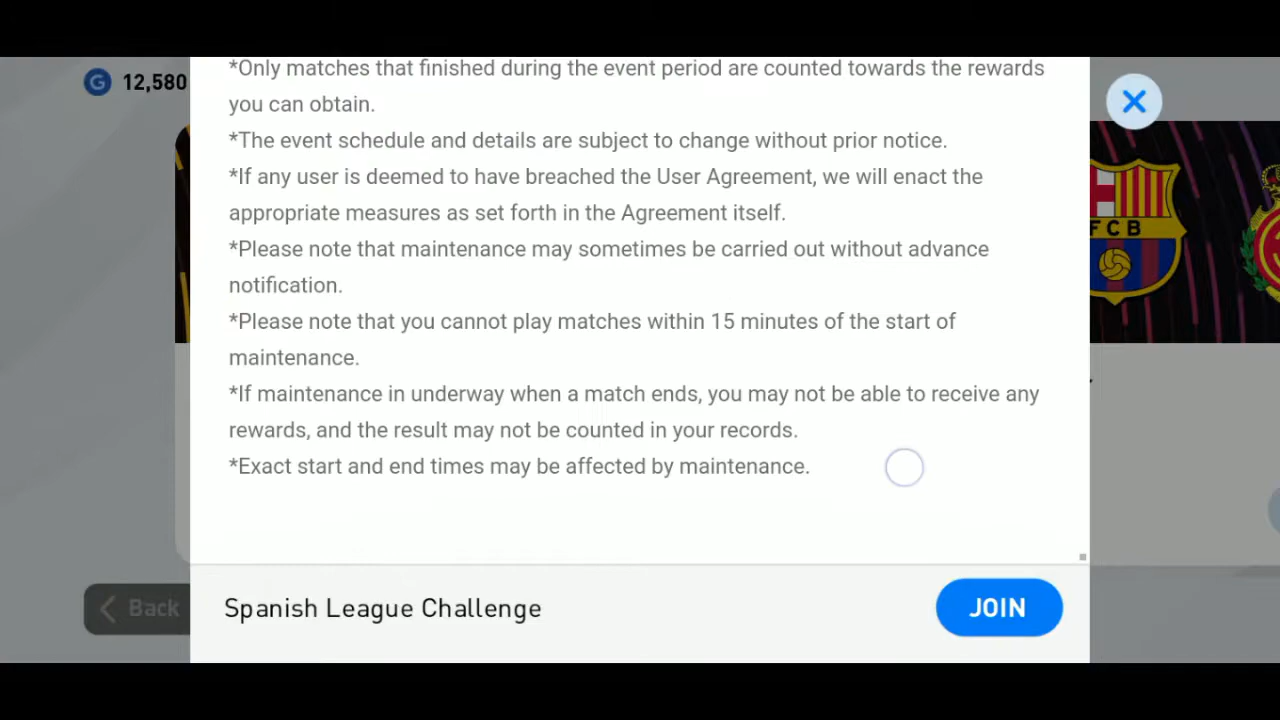 *Only matches that finished during the event period are counted towards the rewards
G 12,580
you can obtain.
*The event schedule and details are subject to change without prior notice.
*If any user is deemed to have breached the User Agreement, we will enact the
appropriate measures as set forth in the Agreement itself.
FCB
*Please note that maintenance may sometimes be carried out without advance
notification.
*Please note that you cannot play matches within 15 minutes of the start of
maintenance.
*If maintenance in underway when a match ends, you may not be able to receive any
rewards, and the result may not be counted in your records.
*Exact start and end times may be affected by maintenance.
Back
Spanish League Challenge
JOIN